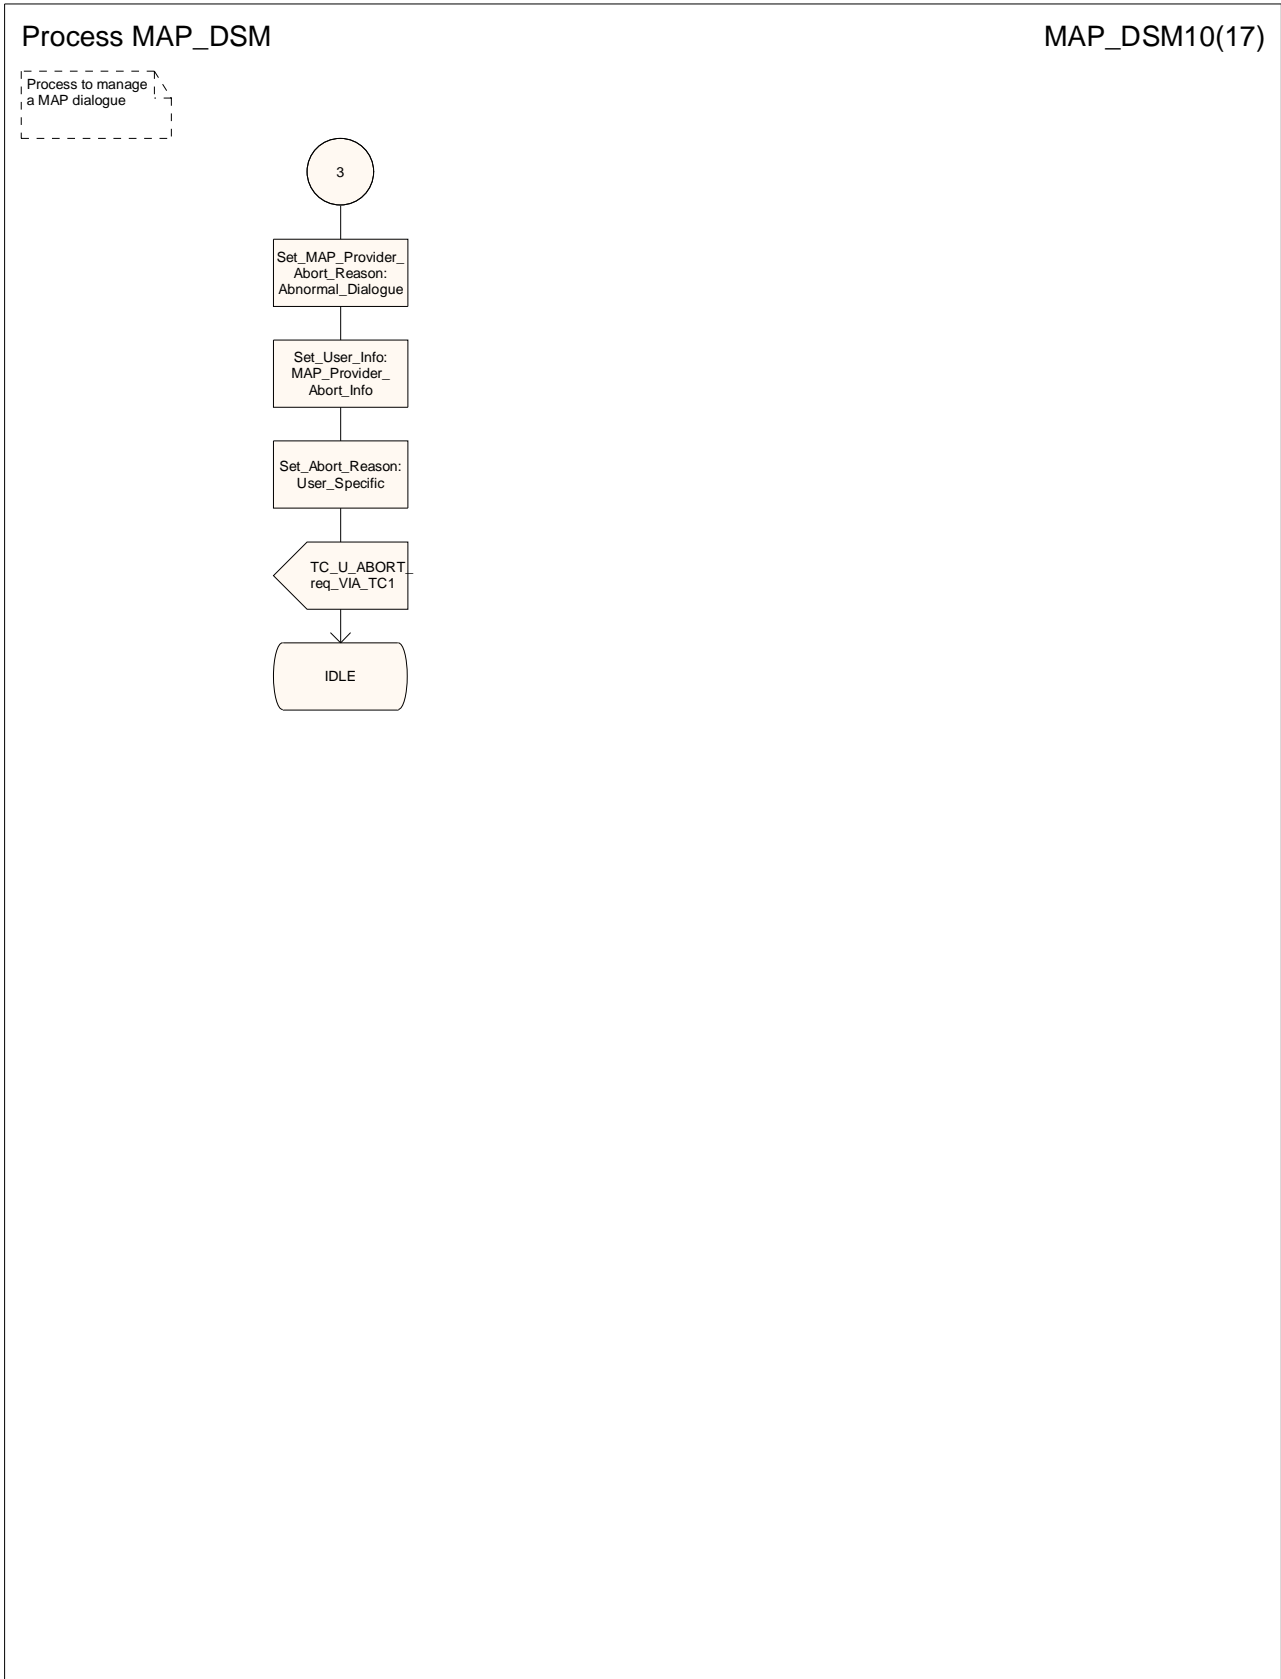 Process MAP_DSM
MAP_DSM10(17)
Process to manage
a MAP dialogue
3
Set_MAP_Provider_
Abort_Reason:
Abnormal_Dialogue
Set_User_Info:
MAP_Provider_
Abort_Info
Set_Abort_Reason:
User_Specific
TC_U_ABORT_
req_VIA_TC1
IDLE